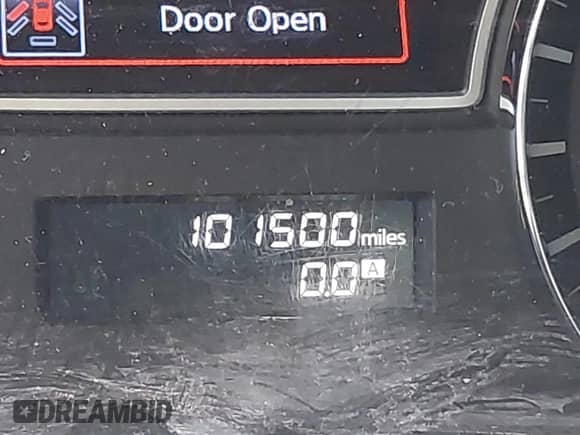 Door Open
101500 miles
0.0 A
DREAMBID